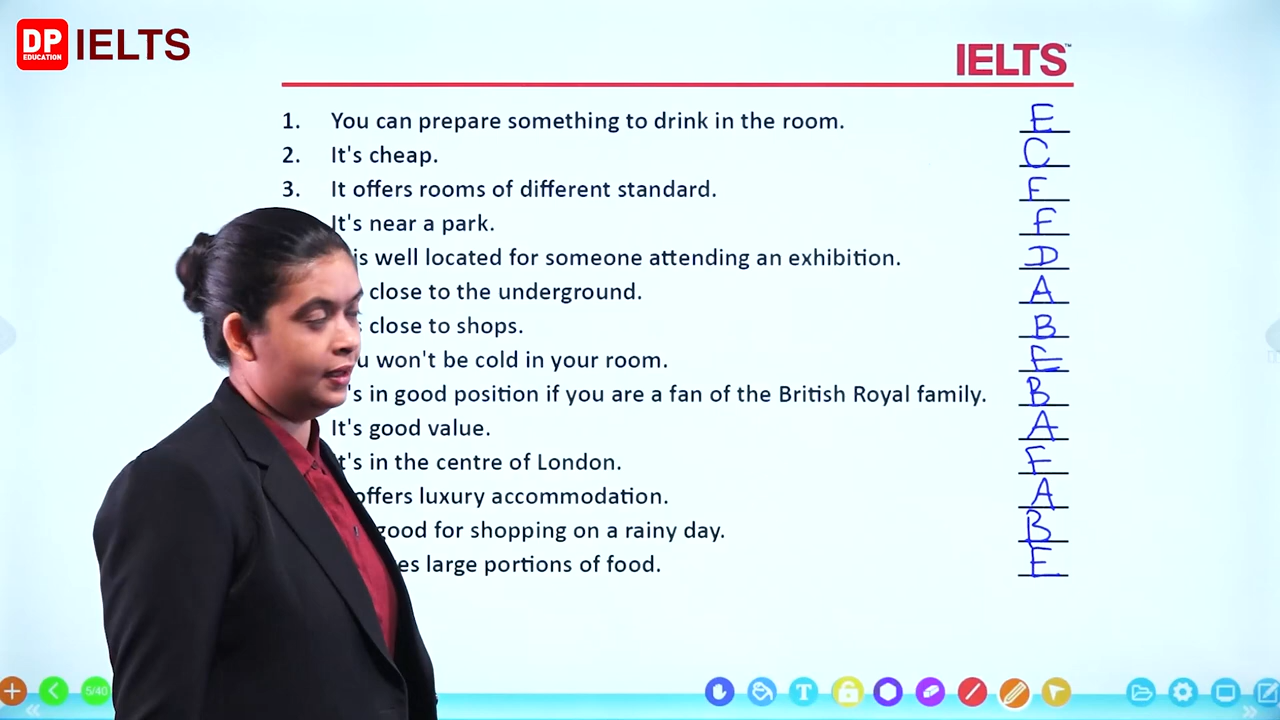 DP EDUCATION IELTS
IELTS™
1. You can prepare something to drink in the room. E
2. It's cheap. C
3. It offers rooms of different standard. F
It's near a park. F
is well located for someone attending an exhibition. D
close to the underground. A
close to shops. B
won't be cold in your room. E
's in good position if you are a fan of the British Royal family. B
It's good value. A
It's in the centre of London. F
offers luxury accommodation. A
good for shopping on a rainy day. B
large portions of food. E
5/40